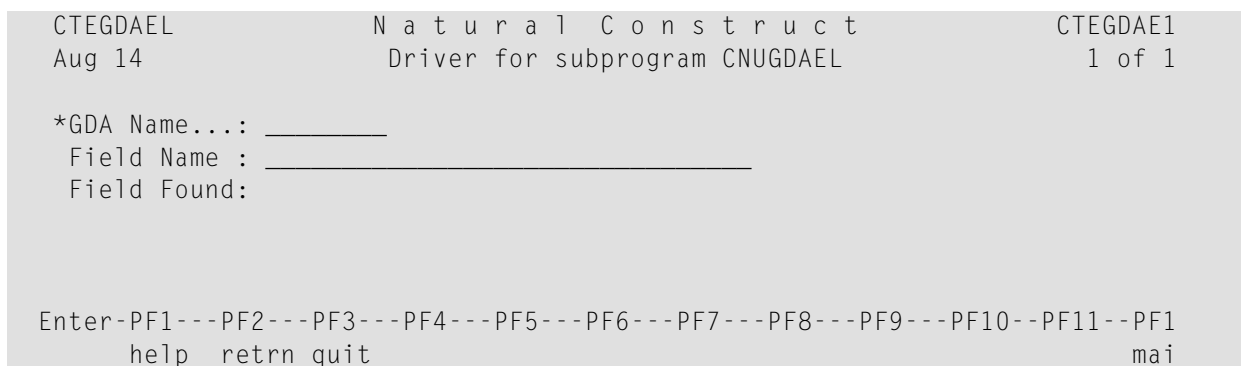 CTEGDAEL N a t u r a l C o n s t r u c t CTEGDAE1
Aug 14 Driver for subprogram CNUGDAEL 1 of 1
*GDA Name...: ________
Field Name : ________________________________
Field Found:
Enter-PF1---PF2---PF3---PF4---PF5---PF6---PF7---PF8---PF9---PF10--PF11--PF1
help retrn quit mai